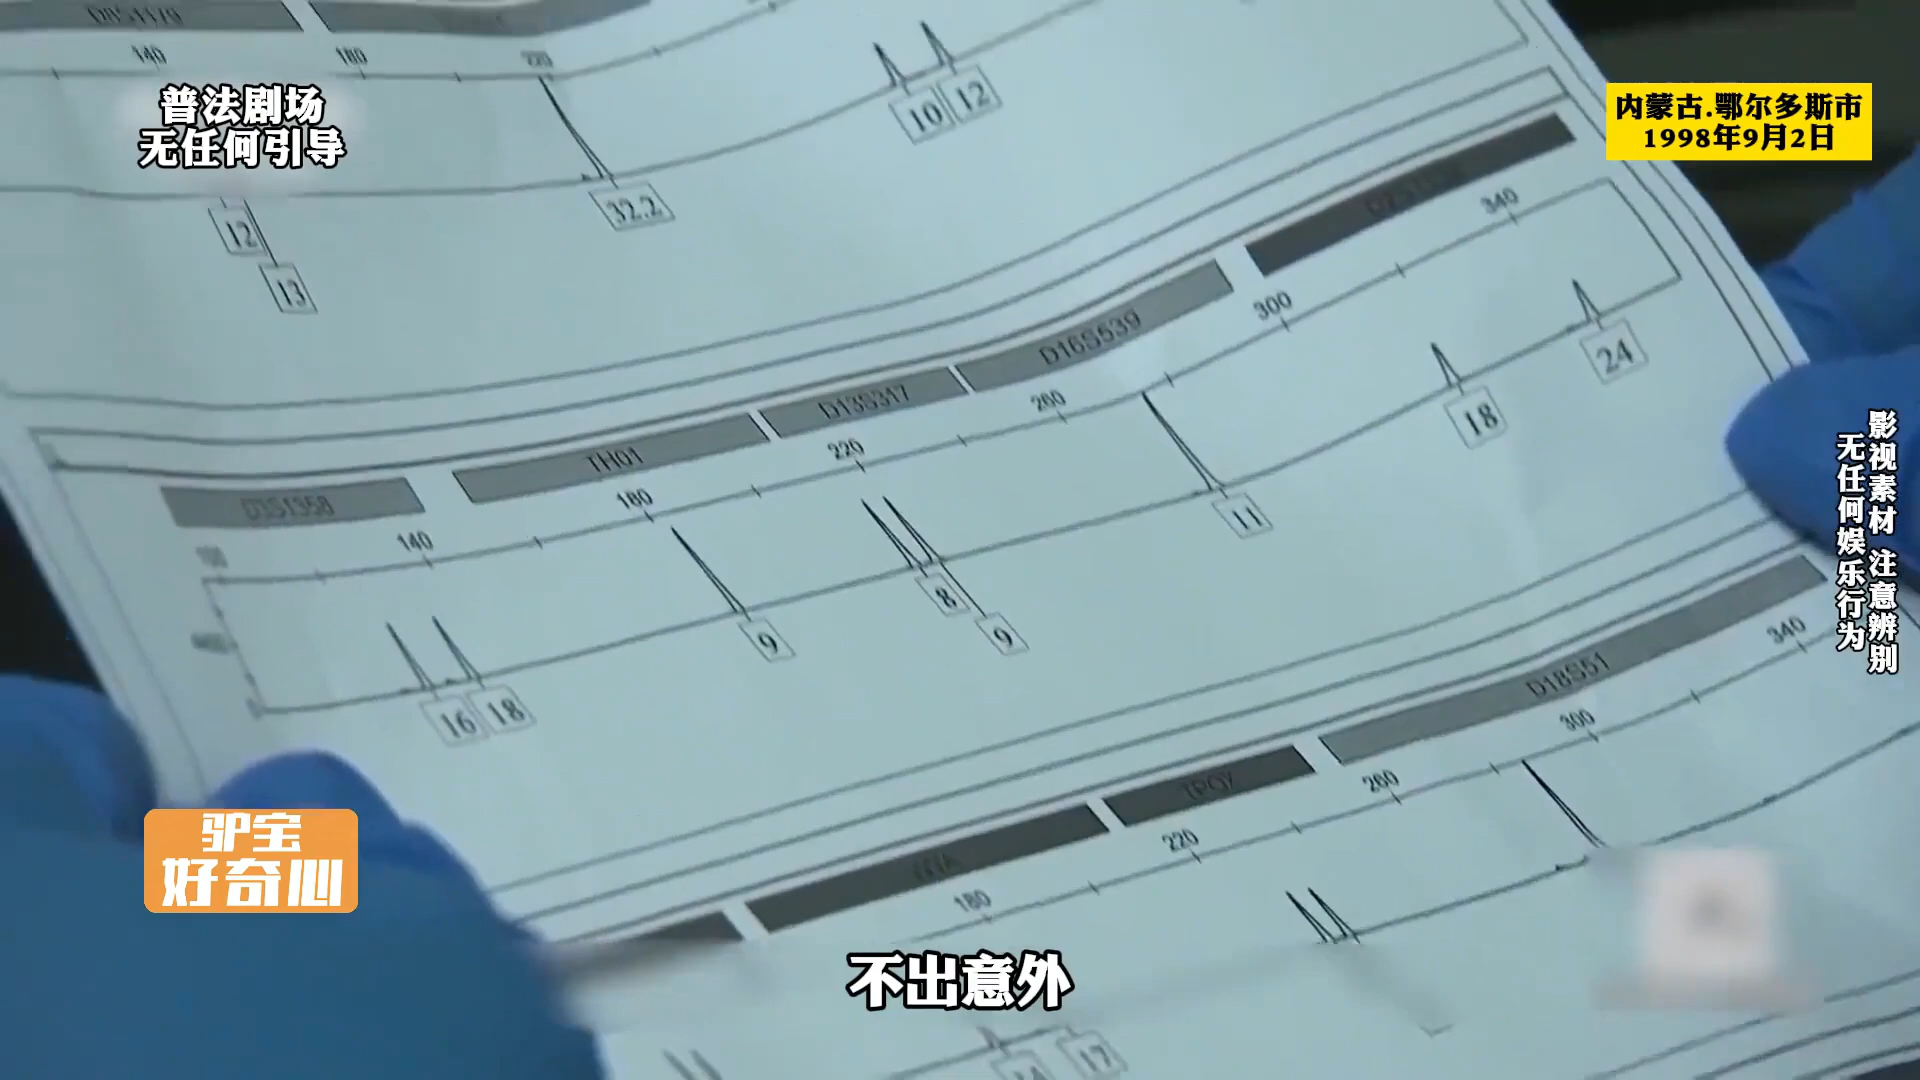 140
180
220
普法剧场
无任何引导
10
12
内蒙古.鄂尔多斯市
1998年9月2日
12
13
32.2
340
D16S539
300
24
D13S317
260
18
TH01
220
11
D3S1358
180
140
8
9
9
16
18
影视素材 注意辨别
无任何娱乐行为
340
D18S51
300
TPOX
260
220
180
驴宝
好奇心
不出意外
17